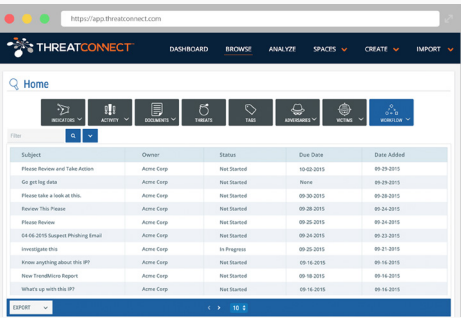 https://app.threatconnect.com
THREATCONNECT
DASHBOARD BROWSE ANALYZE SPACES CREATE IMPORT
Home
INDICATORS ACTIVITY DOCUMENTS THREATS TAGS ADVERSARIES VICTIMS WORKFLOW
Filter
Subject Owner Status Due Date Date Added
Please Review and Take Action Acme Corp Not Started 10-02-2015 09-29-2015
Go get log data Acme Corp Not Started None 09-29-2015
Please take a look at this. Acme Corp Not Started 09-30-2015 09-28-2015
Review This Please Acme Corp Not Started 09-28-2015 09-24-2015
Please Review Acme Corp Not Started 09-25-2015 09-24-2015
04-06-2015 Suspect Phishing Email Acme Corp Not Started 09-24-2015 09-23-2015
Investigate this Acme Corp In Progress 09-25-2015 09-21-2015
Know anything about this IP? Acme Corp Not Started 09-16-2015 09-16-2015
New TrendMicro Report Acme Corp Not Started 09-18-2015 09-16-2015
What's up with this IP? Acme Corp Not Started 09-16-2015 09-16-2015
EXPORT 10